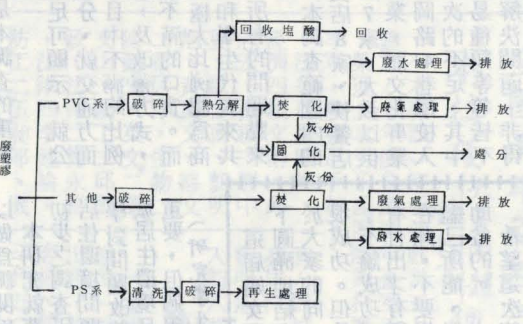 回收塩酸 → 回收
廢水處理 → 排放
PVC系 → 破碎 → 熱分解 → 焚化 → 廢氣處理 → 排放
灰份
固化 → 處分
廢塑膠
灰份
其他 → 破碎 → 焚化 → 廢氣處理 → 排放
廢水處理 → 排放
PS系 → 清洗 → 破碎 → 再生處理